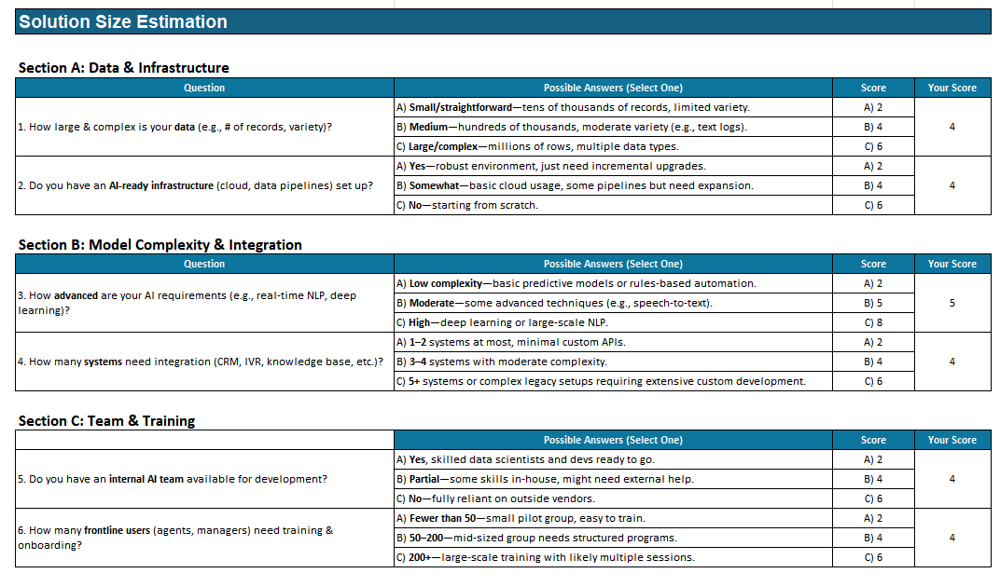 Solution Size Estimation
Section A: Data & Infrastructure
Question Possible Answers (Select One) Score Your Score
1. How large & complex is your data (e.g., # of records, variety)?
A) Small/straightforward—tens of thousands of records, limited variety. A) 2
B) Medium—hundreds of thousands, moderate variety (e.g., text logs). B) 4
C) Large/complex—millions of rows, multiple data types. C) 6
4
2. Do you have an AI-ready infrastructure (cloud, data pipelines) set up?
A) Yes—robust environment, just need incremental upgrades. A) 2
B) Somewhat—basic cloud usage, some pipelines but need expansion. B) 4
C) No—starting from scratch. C) 6
4
Section B: Model Complexity & Integration
Question Possible Answers (Select One) Score Your Score
3. How advanced are your AI requirements (e.g., real-time NLP, deep
learning)?
A) Low complexity—basic predictive models or rules-based automation. A) 2
B) Moderate—some advanced techniques (e.g., speech-to-text). B) 5
C) High—deep learning or large-scale NLP. C) 8
5
4. How many systems need integration (CRM, IVR, knowledge base, etc.)?
A) 1–2 systems at most, minimal custom APIs. A) 2
B) 3–4 systems with moderate complexity. B) 4
C) 5+ systems or complex legacy setups requiring extensive custom development. C) 6
4
Section C: Team & Training
Possible Answers (Select One) Score Your Score
5. Do you have an internal AI team available for development?
A) Yes, skilled data scientists and devs ready to go. A) 2
B) Partial—some skills in-house, might need external help. B) 4
C) No—fully reliant on outside vendors. C) 6
4
6. How many frontline users (agents, managers) need training &
onboarding?
A) Fewer than 50—small pilot group, easy to train. A) 2
B) 50–200—mid-sized group needs structured programs. B) 4
C) 200+—large-scale training with likely multiple sessions. C) 6
4